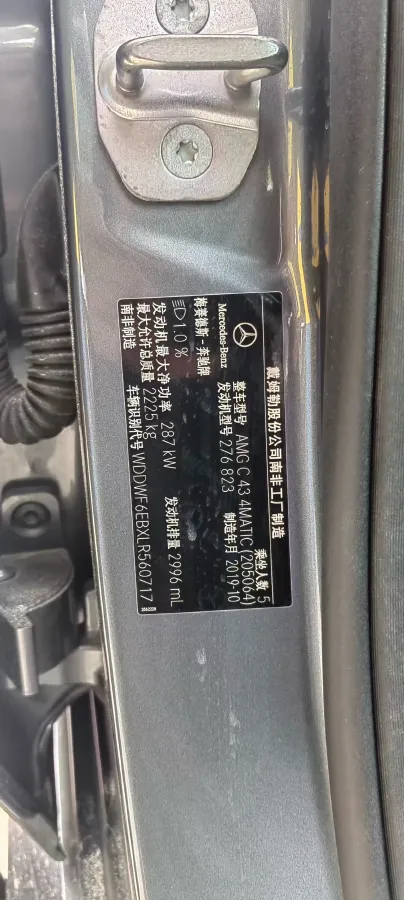 戴姆勒股份公司南非工厂制造
Mercedes-Benz
梅赛德斯-奔驰牌
整车型号 AMG C 43 4MATIC (205064)
乘坐人数 5
发动机型号 276 823
制造年月 2019-10
1.0 %
发动机最大净功率 287 kW
发动机排量 2996 mL
最大允许总质量 2225 kg
南非制造
车辆识别代号 WDDWF6EBXLR560717